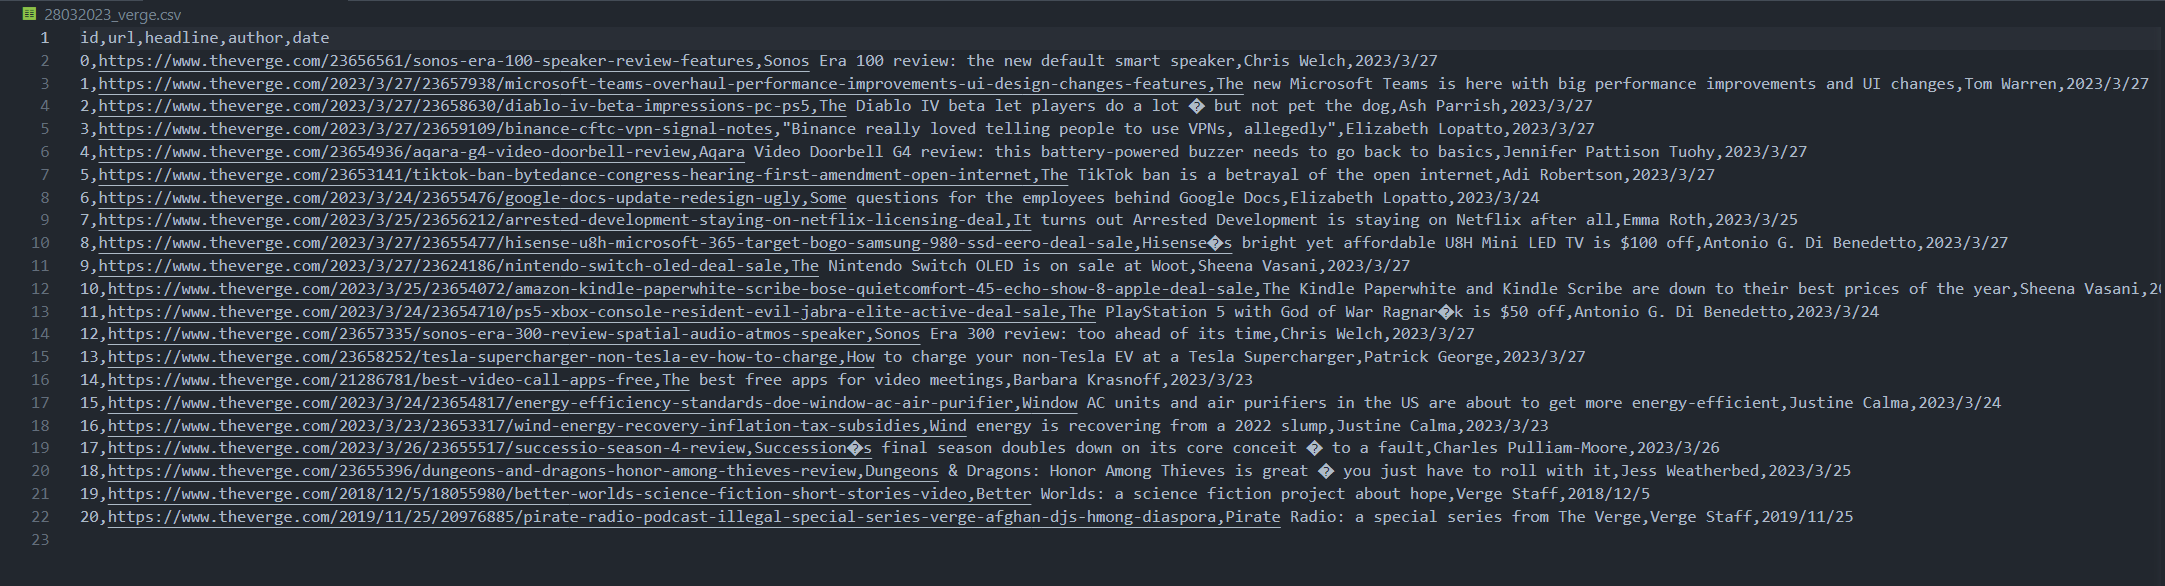 28032023_verge.csv
1 id,url,headline,author,date
2 0,https://www.theverge.com/23656561/sonos-era-100-speaker-review-features,Sonos Era 100 review: the new default smart speaker,Chris Welch,2023/3/27
3 1,https://www.theverge.com/2023/3/27/23657938/microsoft-teams-overhaul-performance-improvements-ui-design-changes-features,The new Microsoft Teams is here with big performance improvements and UI changes,Tom Warren,2023/3/27
4 2,https://www.theverge.com/2023/3/27/23658630/diablo-iv-beta-impressions-pc-ps5,The Diablo IV beta let players do a lot � but not pet the dog,Ash Parrish,2023/3/27
5 3,https://www.theverge.com/2023/3/27/23659109/binance-cftc-vpn-signal-notes,"Binance really loved telling people to use VPNs, allegedly",Elizabeth Lopatto,2023/3/27
6 4,https://www.theverge.com/23654936/aqara-g4-video-doorbell-review,Aqara Video Doorbell G4 review: this battery-powered buzzer needs to go back to basics,Jennifer Pattison Tuohy,2023/3/27
7 5,https://www.theverge.com/23653141/tiktok-ban-bytedance-congress-hearing-first-amendment-open-internet,The TikTok ban is a betrayal of the open internet,Adi Robertson,2023/3/27
8 6,https://www.theverge.com/2023/3/24/23655476/google-docs-update-redesign-ugly,Some questions for the employees behind Google Docs,Elizabeth Lopatto,2023/3/24
9 7,https://www.theverge.com/2023/3/25/23656212/arrested-development-staying-on-netflix-licensing-deal,It turns out Arrested Development is staying on Netflix after all,Emma Roth,2023/3/25
10 8,https://www.theverge.com/2023/3/27/23655477/hisense-u8h-microsoft-365-target-bogo-samsung-980-ssd-eero-deal-sale,Hisense�s bright yet affordable U8H Mini LED TV is $100 off,Antonio G. Di Benedetto,2023/3/27
11 9,https://www.theverge.com/2023/3/27/23624186/nintendo-switch-oled-deal-sale,The Nintendo Switch OLED is on sale at Woot,Sheena Vasani,2023/3/27
12 10,https://www.theverge.com/2023/3/25/23654072/amazon-kindle-paperwhite-scribe-bose-quietcomfort-45-echo-show-8-apple-deal-sale,The Kindle Paperwhite and Kindle Scribe are down to their best prices of the year,Sheena Vasani,20
13 11,https://www.theverge.com/2023/3/24/23654710/ps5-xbox-console-resident-evil-jabra-elite-active-deal-sale,The PlayStation 5 with God of War Ragnar�k is $50 off,Antonio G. Di Benedetto,2023/3/24
14 12,https://www.theverge.com/23657335/sonos-era-300-review-spatial-audio-atmos-speaker,Sonos Era 300 review: too ahead of its time,Chris Welch,2023/3/27
15 13,https://www.theverge.com/23658252/tesla-supercharger-non-tesla-ev-how-to-charge,How to charge your non-Tesla EV at a Tesla Supercharger,Patrick George,2023/3/27
16 14,https://www.theverge.com/21286781/best-video-call-apps-free,The best free apps for video meetings,Barbara Krasnoff,2023/3/23
17 15,https://www.theverge.com/2023/3/24/23654817/energy-efficiency-standards-doe-window-ac-air-purifier,Window AC units and air purifiers in the US are about to get more energy-efficient,Justine Calma,2023/3/24
18 16,https://www.theverge.com/2023/3/23/23653317/wind-energy-recovery-inflation-tax-subsidies,Wind energy is recovering from a 2022 slump,Justine Calma,2023/3/23
19 17,https://www.theverge.com/2023/3/26/23655517/successio-season-4-review,Succession�s final season doubles down on its core conceit � to a fault,Charles Pulliam-Moore,2023/3/26
20 18,https://www.theverge.com/23655396/dungeons-and-dragons-honor-among-thieves-review,Dungeons & Dragons: Honor Among Thieves is great � you just have to roll with it,Jess Weatherbed,2023/3/25
21 19,https://www.theverge.com/2018/12/5/18055980/better-worlds-science-fiction-short-stories-video,Better Worlds: a science fiction project about hope,Verge Staff,2018/12/5
22 20,https://www.theverge.com/2019/11/25/20976885/pirate-radio-podcast-illegal-special-series-verge-afghan-djs-hmong-diaspora,Pirate Radio: a special series from The Verge,Verge Staff,2019/11/25
23